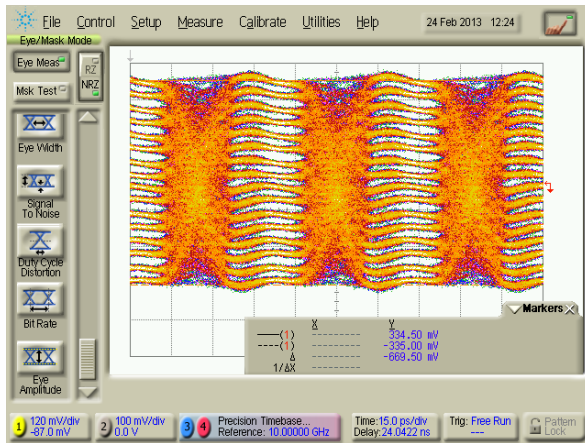 File Control Setup Measure Calibrate Utilities Help 24 Feb 2013 12:24
Eye/Mask Mode
Eye Meas
RZ
NRZ
Msk Test
Eye Width
Signal
To Noise
Duty Cycle
Distortion
Bit Rate
Eye
Amplitude
Markers
X Y
——(1) -------- 334.50 mV
----(1) -------- -335.00 mV
Δ -------- -669.50 mV
1/ΔX --------
1 120 mV/div
-87.0 mV
2 100 mV/div
0.0 V
3 4 Precision Timebase...
Reference: 10.00000 GHz
Time:15.0 ps/div
Delay:24.0422 ns
Trig: Free Run
---
Pattern
Lock